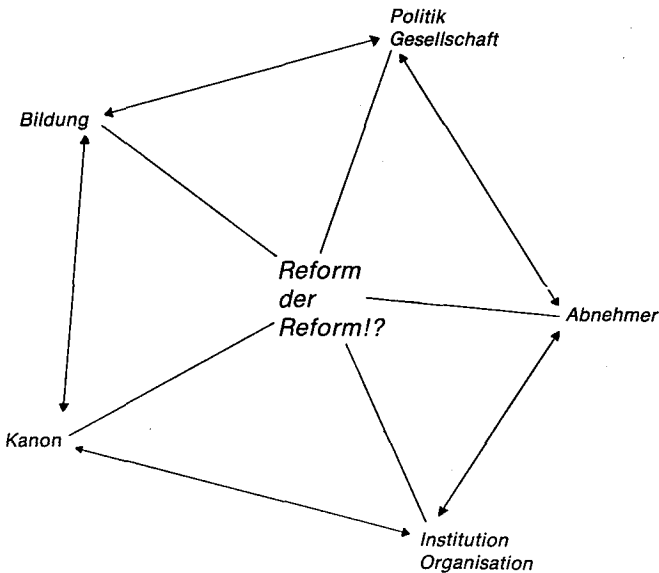 Politik
Gesellschaft
Bildung
Reform
der
Reform!?
Abnehmer
Kanon
Institution
Organisation